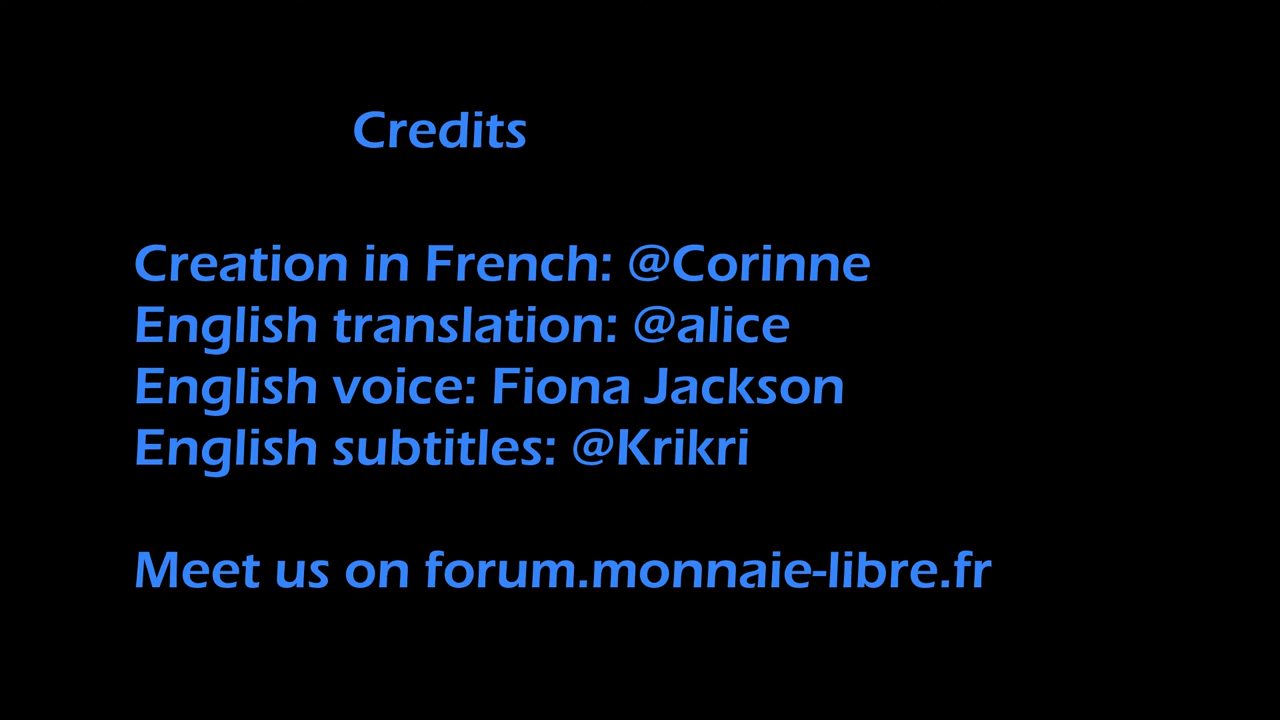 Credits
Creation in French: @Corinne
English translation: @alice
English voice: Fiona Jackson
English subtitles: @Krikri
Meet us on forum.monnaie-libre.fr